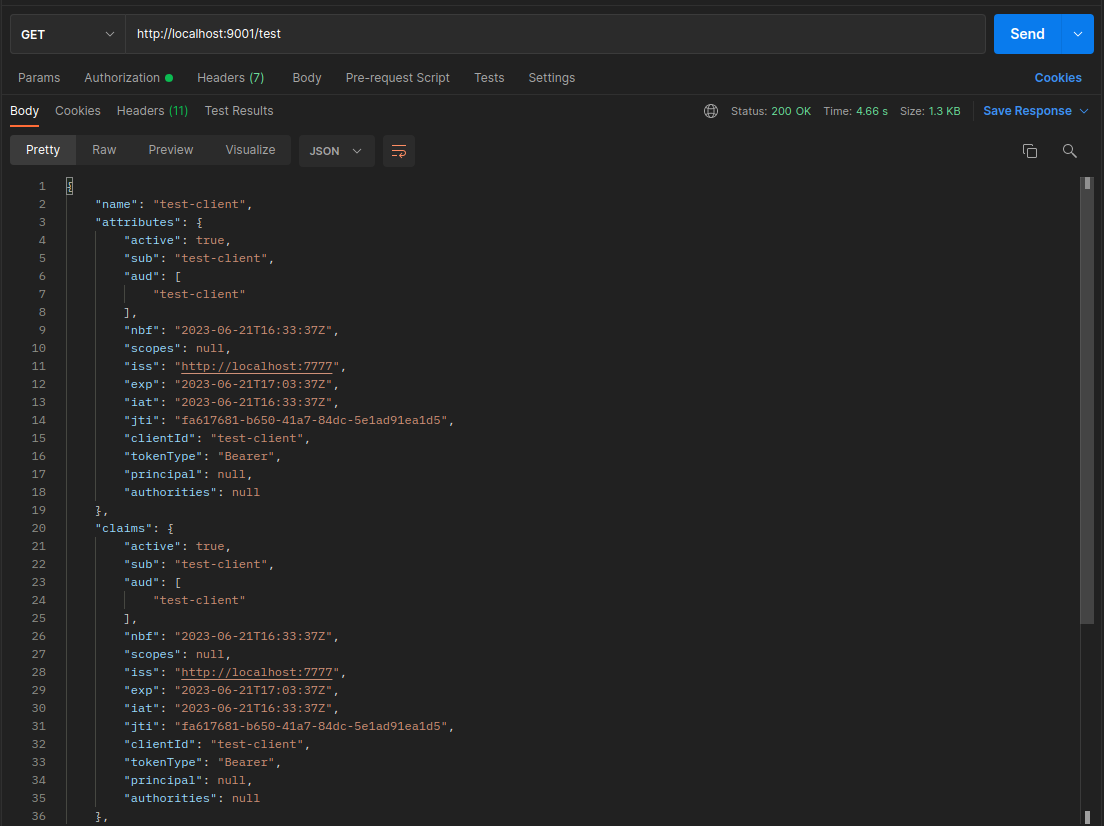 GET http://localhost:9001/test Send
Params Authorization Headers (7) Body Pre-request Script Tests Settings Cookies
Body Cookies Headers (11) Test Results Status: 200 OK Time: 4.66 s Size: 1.3 KB Save Response
Pretty Raw Preview Visualize JSON
1 {
2 "name": "test-client",
3 "attributes": {
4 "active": true,
5 "sub": "test-client",
6 "aud": [
7 "test-client"
8 ],
9 "nbf": "2023-06-21T16:33:37Z",
10 "scopes": null,
11 "iss": "http://localhost:7777",
12 "exp": "2023-06-21T17:03:37Z",
13 "iat": "2023-06-21T16:33:37Z",
14 "jti": "fa617681-b650-41a7-84dc-5e1ad91ea1d5",
15 "clientId": "test-client",
16 "tokenType": "Bearer",
17 "principal": null,
18 "authorities": null
19 },
20 "claims": {
21 "active": true,
22 "sub": "test-client",
23 "aud": [
24 "test-client"
25 ],
26 "nbf": "2023-06-21T16:33:37Z",
27 "scopes": null,
28 "iss": "http://localhost:7777",
29 "exp": "2023-06-21T17:03:37Z",
30 "iat": "2023-06-21T16:33:37Z",
31 "jti": "fa617681-b650-41a7-84dc-5e1ad91ea1d5",
32 "clientId": "test-client",
33 "tokenType": "Bearer",
34 "principal": null,
35 "authorities": null
36 },